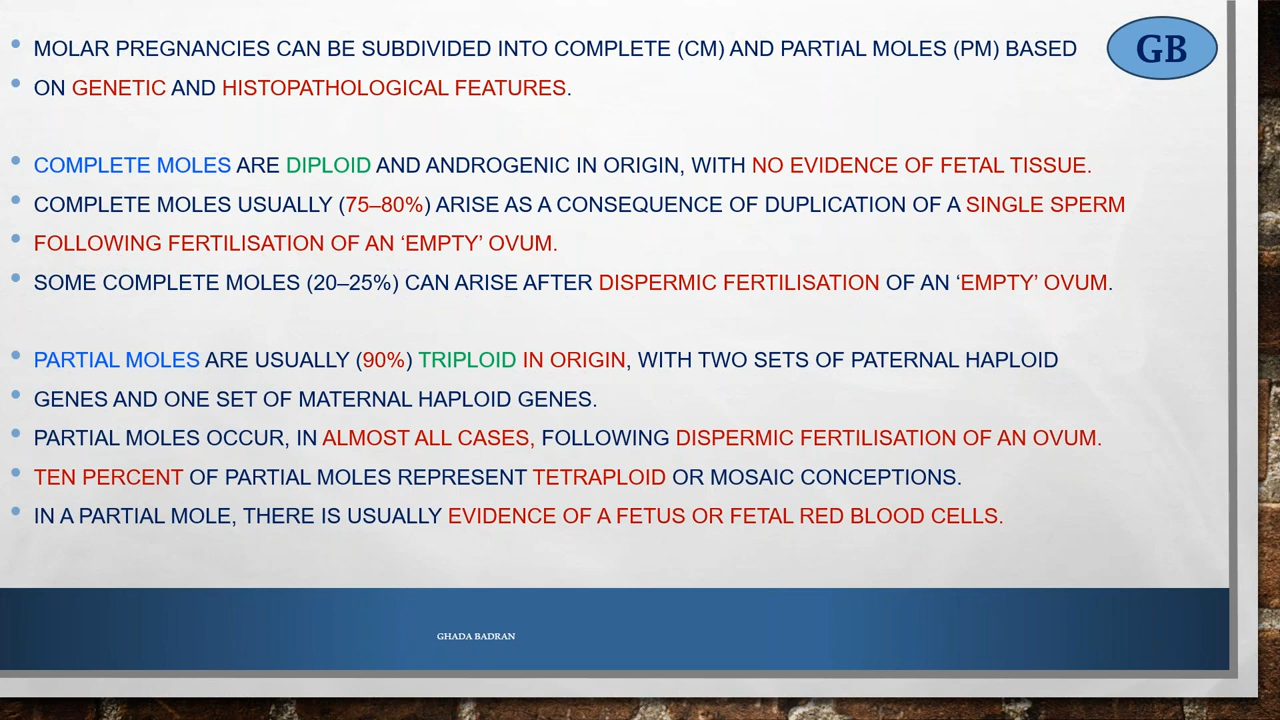 MOLAR PREGNANCIES CAN BE SUBDIVIDED INTO COMPLETE (CM) AND PARTIAL MOLES (PM) BASED
GB
ON GENETIC AND HISTOPATHOLOGICAL FEATURES.
COMPLETE MOLES ARE DIPLOID AND ANDROGENIC IN ORIGIN, WITH NO EVIDENCE OF FETAL TISSUE.
COMPLETE MOLES USUALLY (75–80%) ARISE AS A CONSEQUENCE OF DUPLICATION OF A SINGLE SPERM
FOLLOWING FERTILISATION OF AN ‘EMPTY’ OVUM.
SOME COMPLETE MOLES (20–25%) CAN ARISE AFTER DISPERMIC FERTILISATION OF AN ‘EMPTY’ OVUM.
PARTIAL MOLES ARE USUALLY (90%) TRIPLOID IN ORIGIN, WITH TWO SETS OF PATERNAL HAPLOID
GENES AND ONE SET OF MATERNAL HAPLOID GENES.
PARTIAL MOLES OCCUR, IN ALMOST ALL CASES, FOLLOWING DISPERMIC FERTILISATION OF AN OVUM.
TEN PERCENT OF PARTIAL MOLES REPRESENT TETRAPLOID OR MOSAIC CONCEPTIONS.
IN A PARTIAL MOLE, THERE IS USUALLY EVIDENCE OF A FETUS OR FETAL RED BLOOD CELLS.
GHADA BADRAN